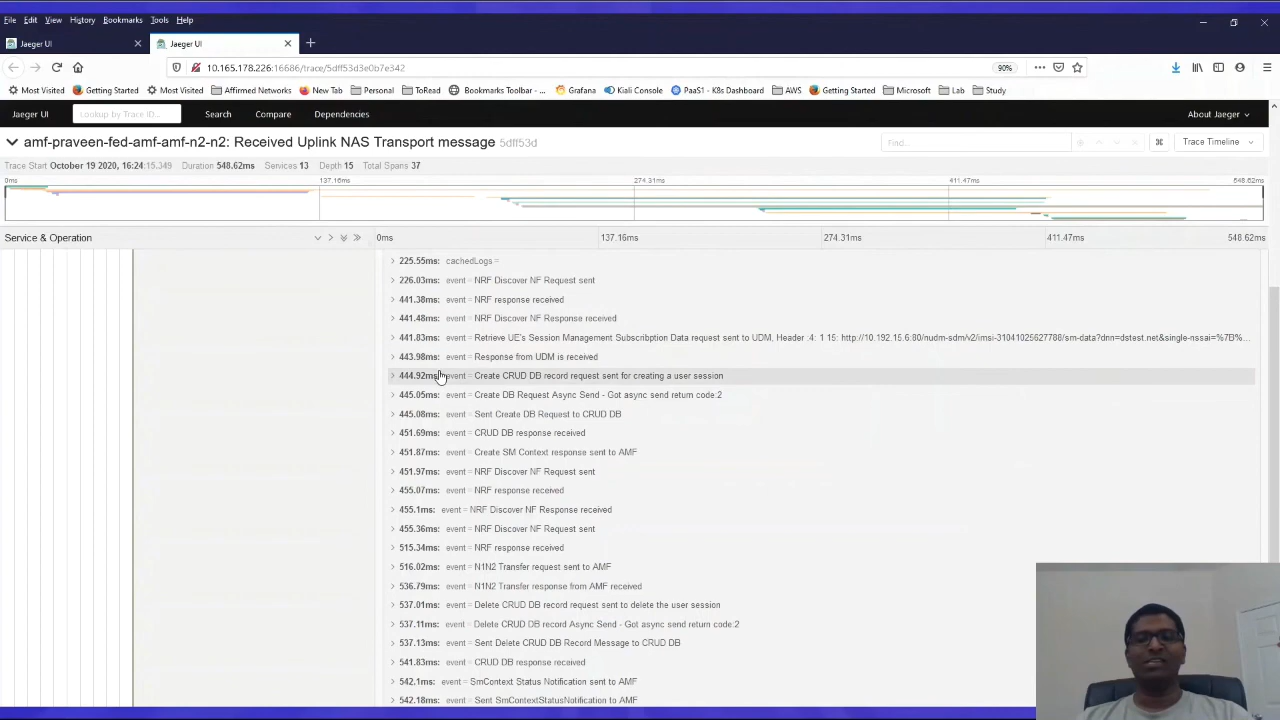 File Edit View History Bookmarks Tools Help
Jaeger UI Jaeger UI
10.165.178.226:16686/trace/5dff53d3e0b7e342 90%
Most Visited Getting Started Most Visited Affirmed Networks New Tab Personal ToRead Bookmarks Toolbar - ... Grafana Kiali Console PaaS1 - K8s Dashboard AWS Getting Started Microsoft Lab Study
Jaeger UI Lookup by Trace ID... Search Compare Dependencies About Jaeger
amf-praveen-fed-amf-amf-n2-n2: Received Uplink NAS Transport message 5dff53d Find... Trace Timeline
Trace Start October 19 2020, 16:24:15.349 Duration 548.62ms Services 13 Depth 15 Total Spans 37
0ms 137.16ms 274.31ms 411.47ms 548.62ms
Service & Operation 0ms 137.16ms 274.31ms 411.47ms 548.62ms
225.55ms: cachedLogs =
226.03ms: event = NRF Discover NF Request sent
441.38ms: event = NRF response received
441.48ms: event = NRF Discover NF Response received
441.83ms: event = Retrieve UE's Session Management Subscribption Data request sent to UDM, Header :4: 1 15: http://10.192.15.6:80/nudm-sdm/v2/imsi-31041025627788/sm-data?dnn=dstest.net&single-nssai=%7B%...
443.98ms: event = Response from UDM is received
444.92ms: event = Create CRUD DB record request sent for creating a user session
445.05ms: event = Create DB Request Async Send - Got async send return code:2
445.08ms: event = Sent Create DB Request to CRUD DB
451.69ms: event = CRUD DB response received
451.87ms: event = Create SM Context response sent to AMF
451.97ms: event = NRF Discover NF Request sent
455.07ms: event = NRF response received
455.1ms: event = NRF Discover NF Response received
455.36ms: event = NRF Discover NF Request sent
515.34ms: event = NRF response received
516.02ms: event = N1N2 Transfer request sent to AMF
536.79ms: event = N1N2 Transfer response from AMF received
537.01ms: event = Delete CRUD DB record request sent to delete the user session
537.11ms: event = Delete CRUD DB record Async Send - Got async send return code:2
537.13ms: event = Sent Delete CRUD DB Record Message to CRUD DB
541.83ms: event = CRUD DB response received
542.1ms: event = SmContext Status Notification sent to AMF
542.18ms: event = Sent SmContextStatusNotification to AMF